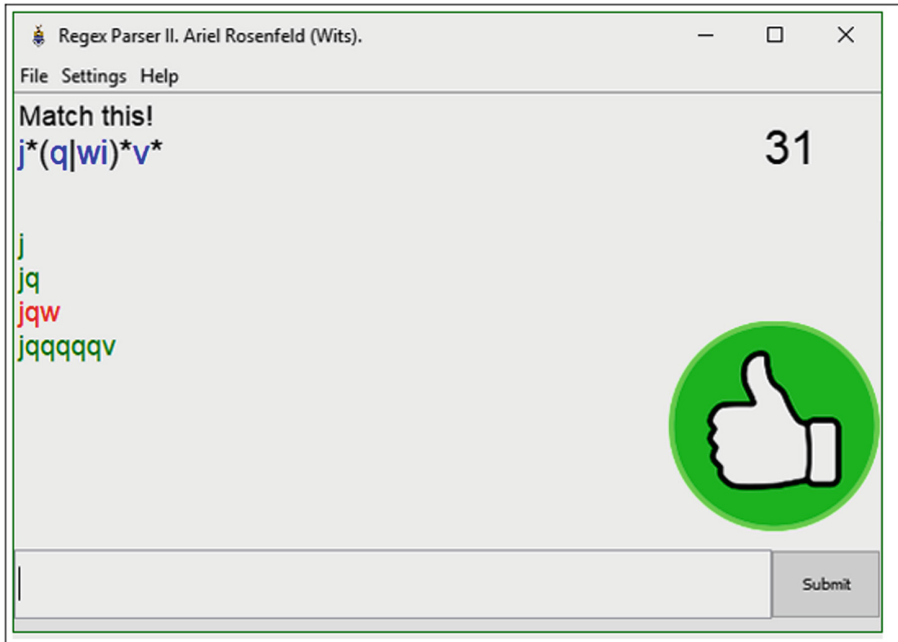 Regex Parser II. Ariel Rosenfeld (Wits).
File Settings Help
Match this!
j*(q|wi)*v*
31
j
jq
jqw
jqqqqqv
Submit